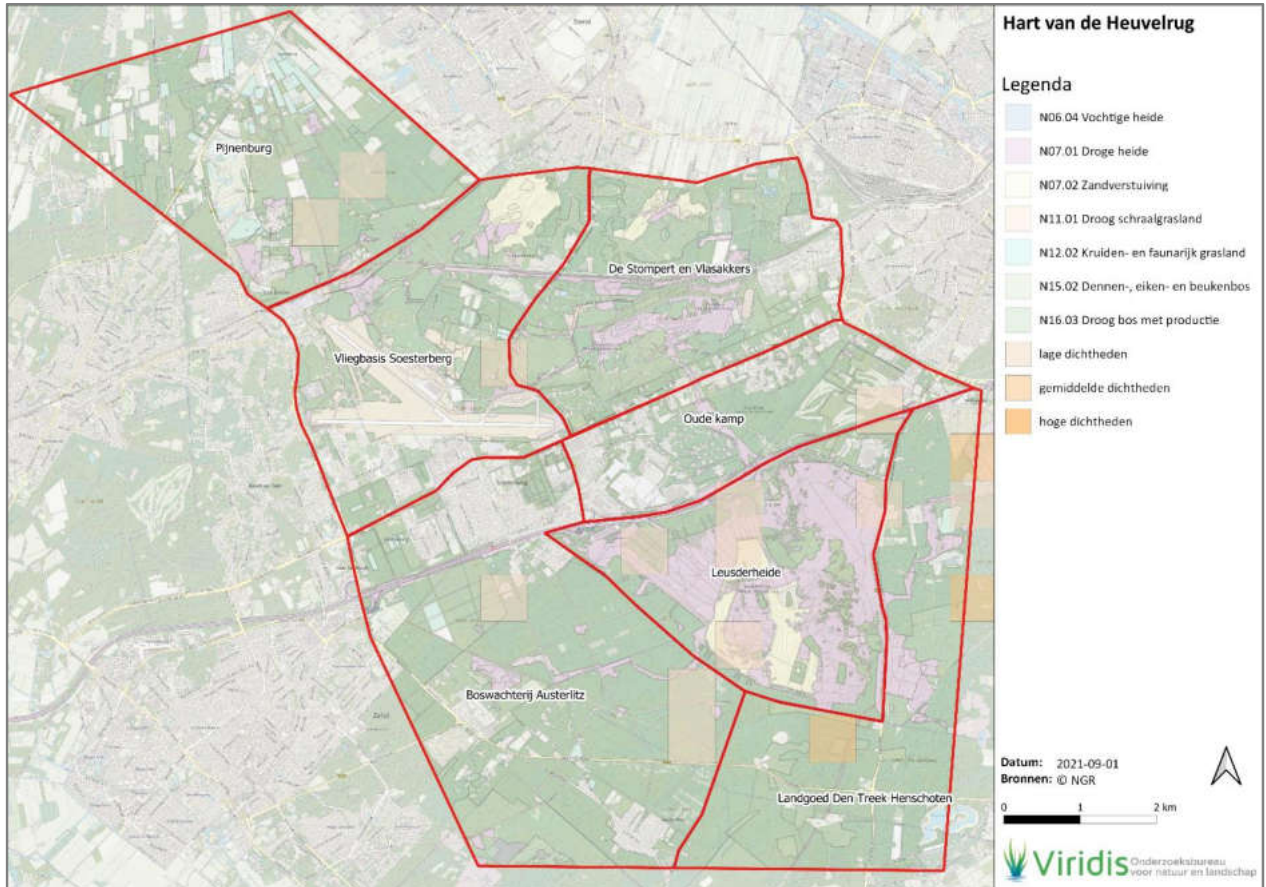 Hart van de Heuvelrug
Legenda
N06.04 Vochtige heide
N07.01 Droge heide
N07.02 Zandverstuiving
N11.01 Droog schraalgrasland
N12.02 Kruiden- en faunarijk grasland
N15.02 Dennen-, eiken- en beukenbos
N16.03 Droog bos met productie
lage dichtheden
gemiddelde dichtheden
hoge dichtheden
Pijnenburg
De Stompert en Vlasakkers
Vliegbasis Soesterberg
Oude kamp
Leusderheide
Boswachterij Austerlitz
Landgoed Den Treek Henschoten
Zeist
Datum: 2021-09-01
Bronnen: © NGR
0 1 2 km
Viridis Onderzoeksbureau
voor natuur en landschap